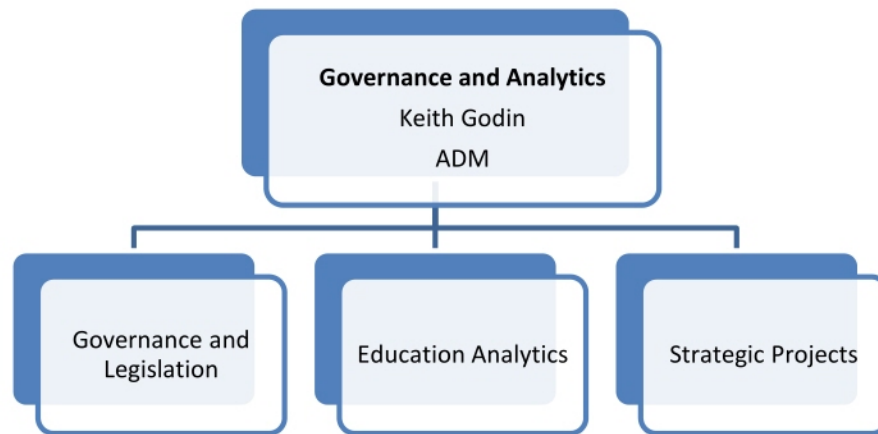 Governance and Analytics
Keith Godin
ADM
Governance and
Legislation
Education Analytics
Strategic Projects